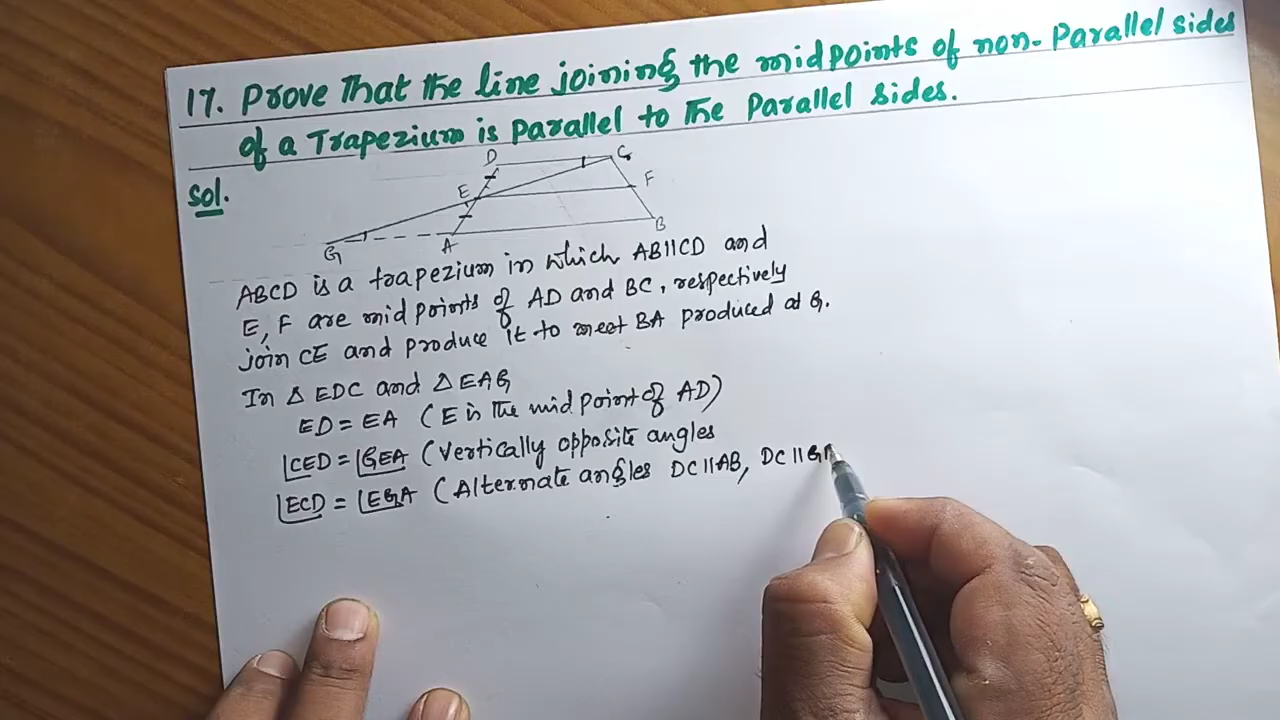 17. Prove That the line joining the midpoints of non-Parallel sides
of a Trapezium is parallel to the Parallel sides.
Sol.
D C
E F
G A B
ABCD is a trapezium in which AB∥CD and
E, F are mid points of AD and BC, respectively
join CE and produce it to meet BA produced at G.
In △ EDC and △ EAG
ED = EA (E is the mid point of AD)
∠CED = ∠GEA (Vertically opposite angles
∠ECD = ∠EGA (Alternate angles DC∥AB, DC∥G